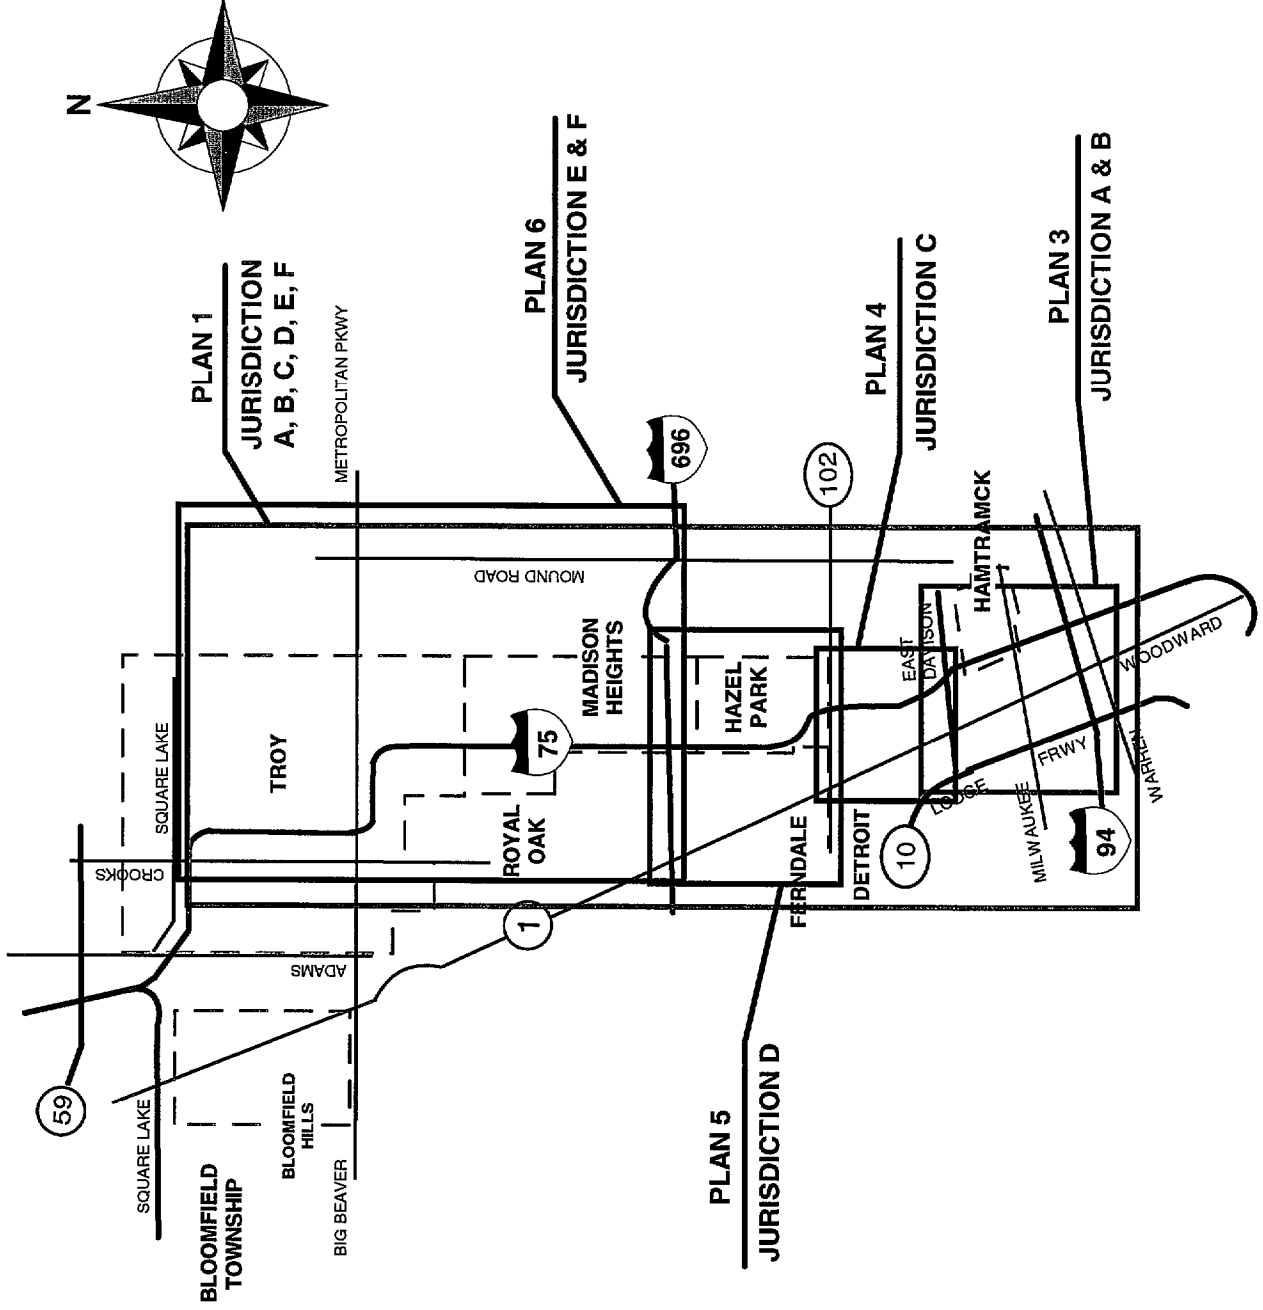 N
PLAN 1
JURISDICTION
A, B, C, D, E, F
PLAN 6
JURISDICTION E & F
PLAN 4
JURISDICTION C
PLAN 3
JURISDICTION A & B
PLAN 5
JURISDICTION D
METROPOLITAN PKWY
696
102
MOUND ROAD
HAMTRAMCK
EAST
DAVISON
MADISON
HEIGHTS
HAZEL
PARK
75
TROY
SQUARE LAKE
CROOKS
ROYAL
OAK
FERNDALE
DETROIT
10
LODGE
FRWY
WOODWARD
WARREN
MILWAUKEE
94
1
ADAMS
59
SQUARE LAKE
BLOOMFIELD
HILLS
BIG BEAVER
BLOOMFIELD
TOWNSHIP